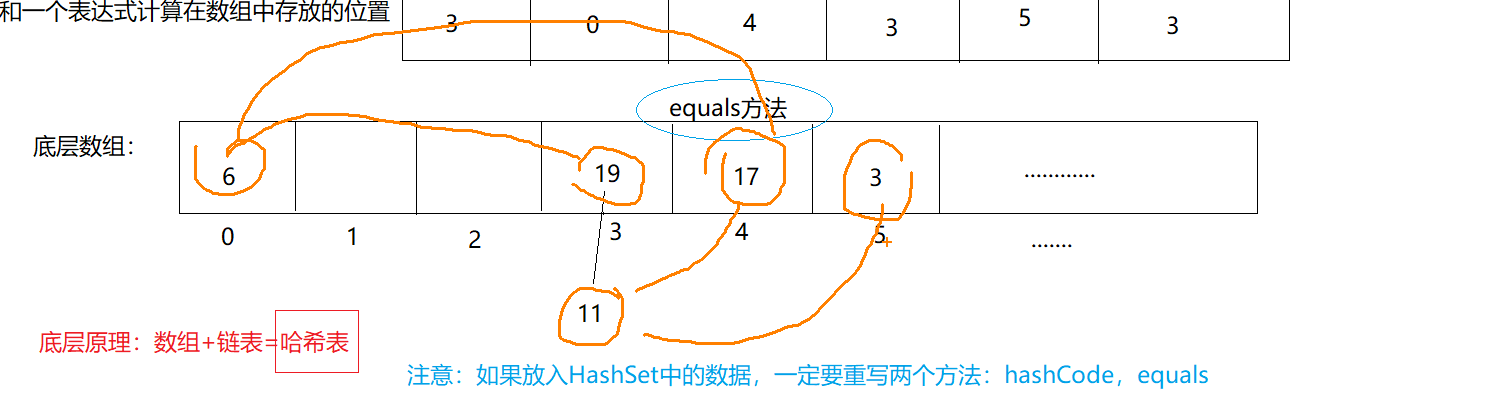 和一个表达式计算在数组中存放的位置
3 0 4 3 5 3
equals方法
底层数组：
6 19 17 3 ............
0 1 2 3 4 5 .......
11
底层原理：数组+链表=哈希表
注意：如果放入HashSet中的数据，一定要重写两个方法：hashCode，equals